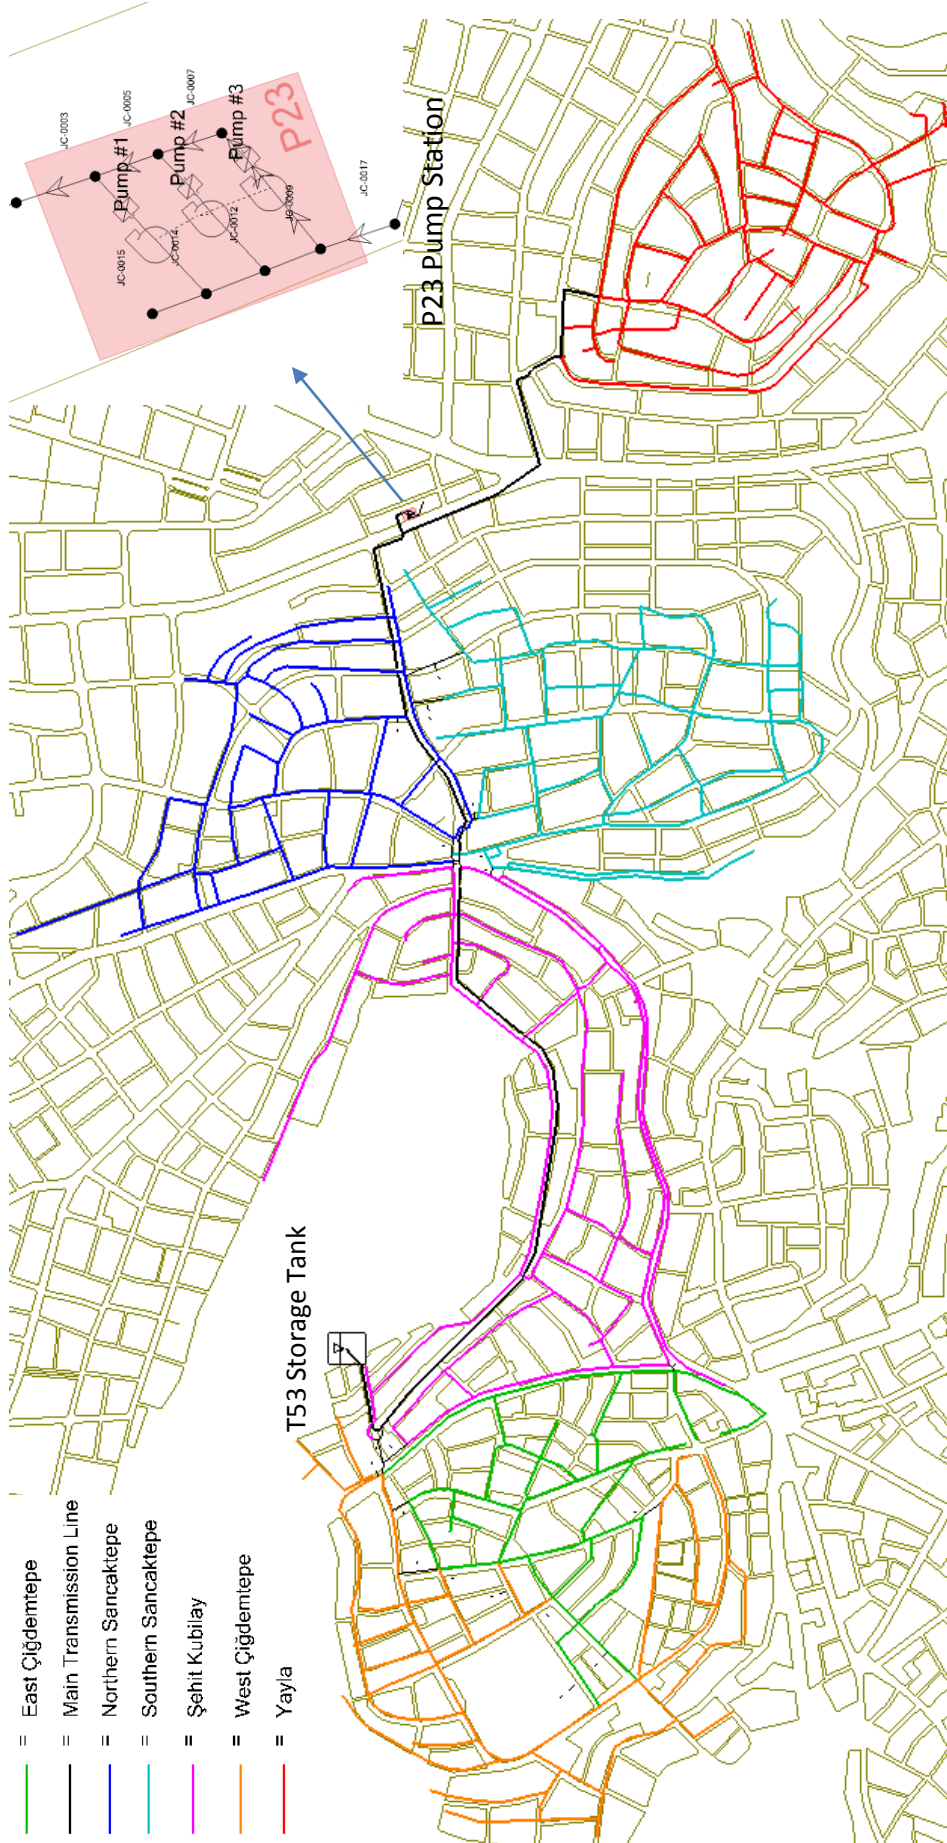 JC-0003
JC-0005
JC-0007
Pump #1
Pump #2
Pump #3
P23
JC-0015
JC-0014
JC-0012
JC-0009
JC-0017
P23 Pump Station
T53 Storage Tank
= East Çiğdemtepe
= Main Transmission Line
= Northern Sancaktepe
= Southern Sancaktepe
= Şehit Kubilay
= West Çiğdemtepe
= Yayla